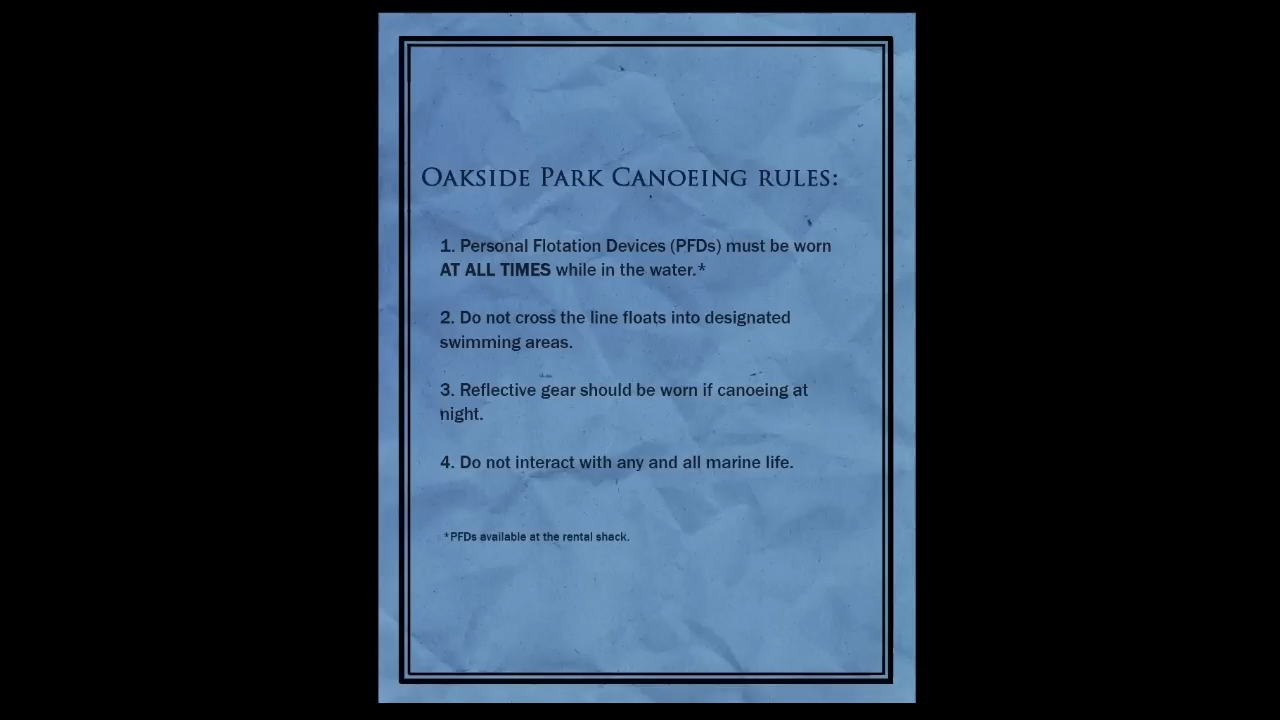 Oakside Park Canoeing rules:
1. Personal Flotation Devices (PFDs) must be worn
AT ALL TIMES while in the water.*
2. Do not cross the line floats into designated
swimming areas.
3. Reflective gear should be worn if canoeing at
night.
4. Do not interact with any and all marine life.
*PFDs available at the rental shack.